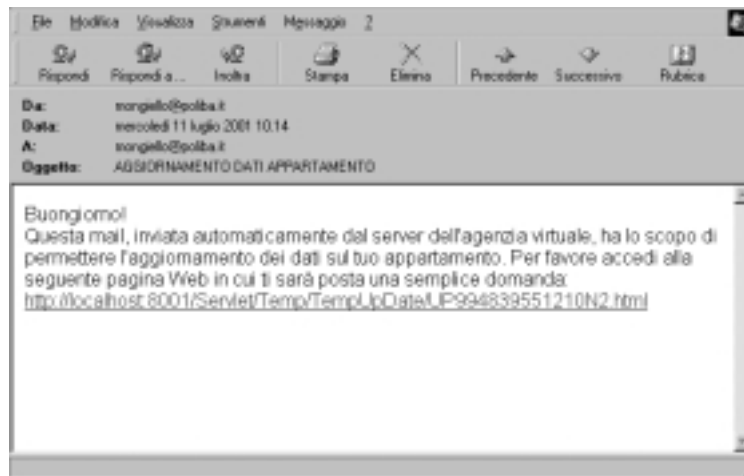 File Modifica Visualizza Strumenti Messaggio ?
Rispondi Rispondi a... Inoltra Stampa Elimina Precedente Successivo Rubrica
Da: mongiello@poliba.it
Data: mercoledì 11 luglio 2001 10.14
A: mongiello@poliba.it
Oggetto: AGGIORNAMENTO DATI APPARTAMENTO
Buongiorno!
Questa mail, inviata automaticamente dal server dell'agenzia virtuale, ha lo scopo di
permettere l'aggiornamento dei dati sul tuo appartamento. Per favore accedi alla
seguente pagina Web in cui ti sarà posta una semplice domanda:
http://localhost:8001/Servlet/Temp/TempUpDate/UP994839551210N2.html